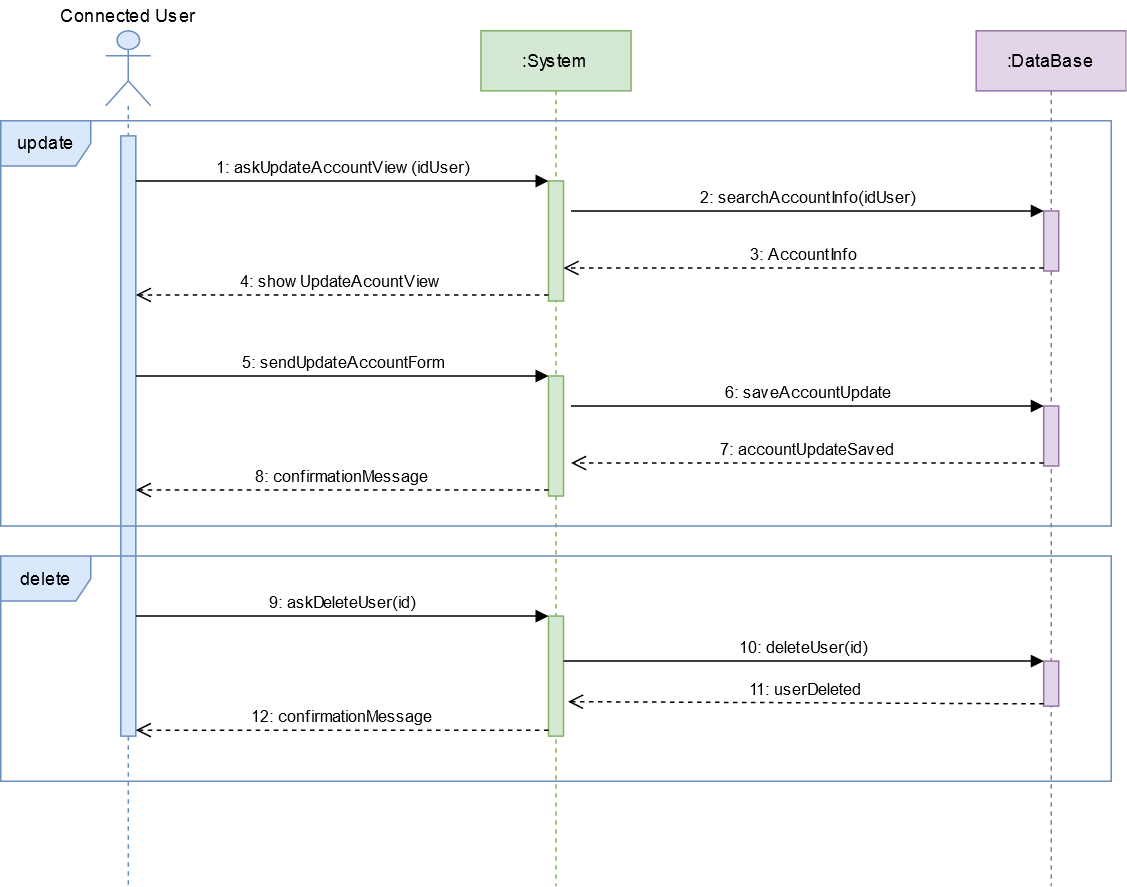 Connected User
:System
:DataBase
update
1: askUpdateAccountView (idUser)
2: searchAccountInfo(idUser)
3: AccountInfo
4: show UpdateAcountView
5: sendUpdateAccountForm
6: saveAccountUpdate
7: accountUpdateSaved
8: confirmationMessage
delete
9: askDeleteUser(id)
10: deleteUser(id)
11: userDeleted
12: confirmationMessage